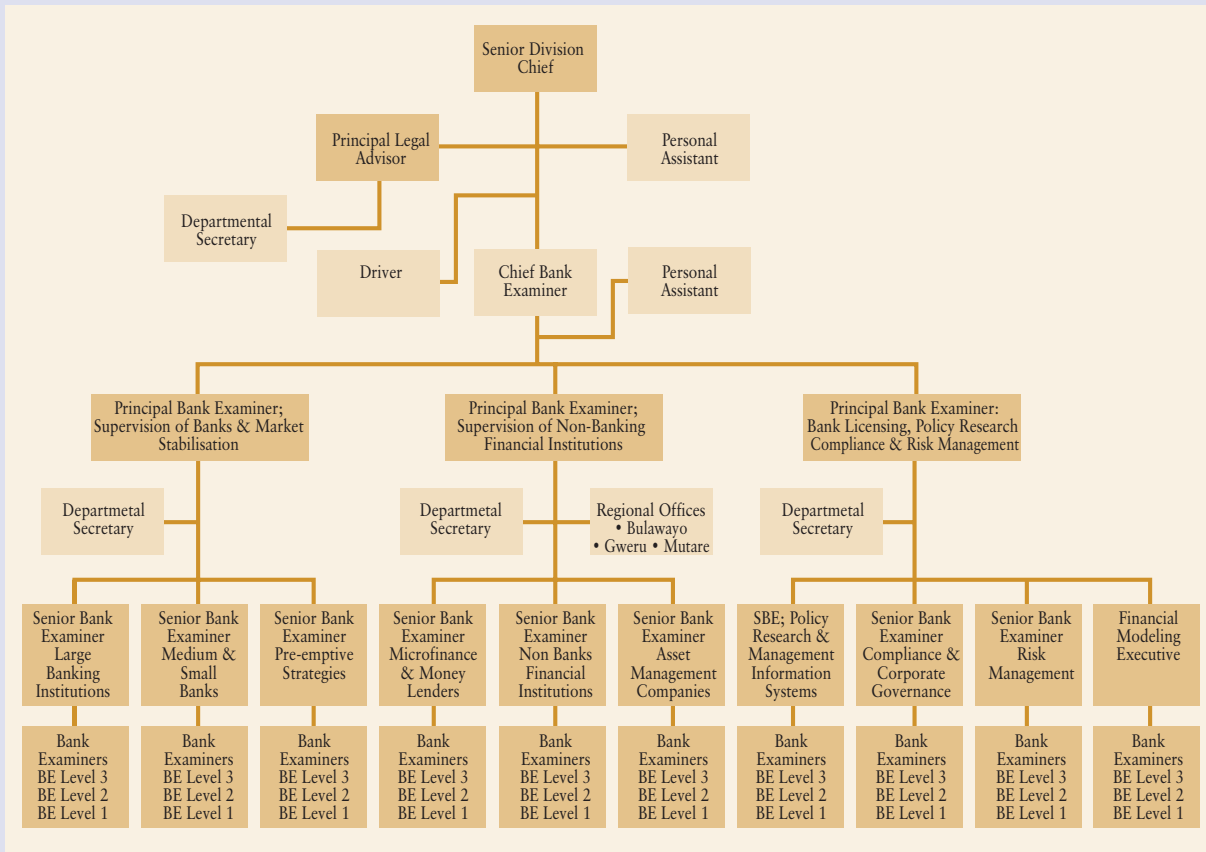 Senior Division
Chief
Principal Legal
Advisor
Personal
Assistant
Departmental
Secretary
Driver
Chief Bank
Examiner
Personal
Assistant
Principal Bank Examiner;
Supervision of Banks & Market
Stabilisation
Principal Bank Examiner;
Supervision of Non-Banking
Financial Institutions
Principal Bank Examiner:
Bank Licensing, Policy Research
Compliance & Risk Management
Departmetal
Secretary
Departmetal
Secretary
Regional Offices
• Bulawayo
• Gweru • Mutare
Departmetal
Secretary
Senior Bank
Examiner
Large
Banking
Institutions
Senior Bank
Examiner
Medium &
Small
Banks
Senior Bank
Examiner
Pre-emptive
Strategies
Senior Bank
Examiner
Microfinance
& Money
Lenders
Senior Bank
Examiner
Non Banks
Financial
Institutions
Senior Bank
Examiner
Asset
Management
Companies
SBE; Policy
Research &
Management
Information
Systems
Senior Bank
Examiner
Compliance &
Corporate
Governance
Senior Bank
Examiner
Risk
Management
Financial
Modeling
Executive
Bank
Examiners
BE Level 3
BE Level 2
BE Level 1
Bank
Examiners
BE Level 3
BE Level 2
BE Level 1
Bank
Examiners
BE Level 3
BE Level 2
BE Level 1
Bank
Examiners
BE Level 3
BE Level 2
BE Level 1
Bank
Examiners
BE Level 3
BE Level 2
BE Level 1
Bank
Examiners
BE Level 3
BE Level 2
BE Level 1
Bank
Examiners
BE Level 3
BE Level 2
BE Level 1
Bank
Examiners
BE Level 3
BE Level 2
BE Level 1
Bank
Examiners
BE Level 3
BE Level 2
BE Level 1
Bank
Examiners
BE Level 3
BE Level 2
BE Level 1